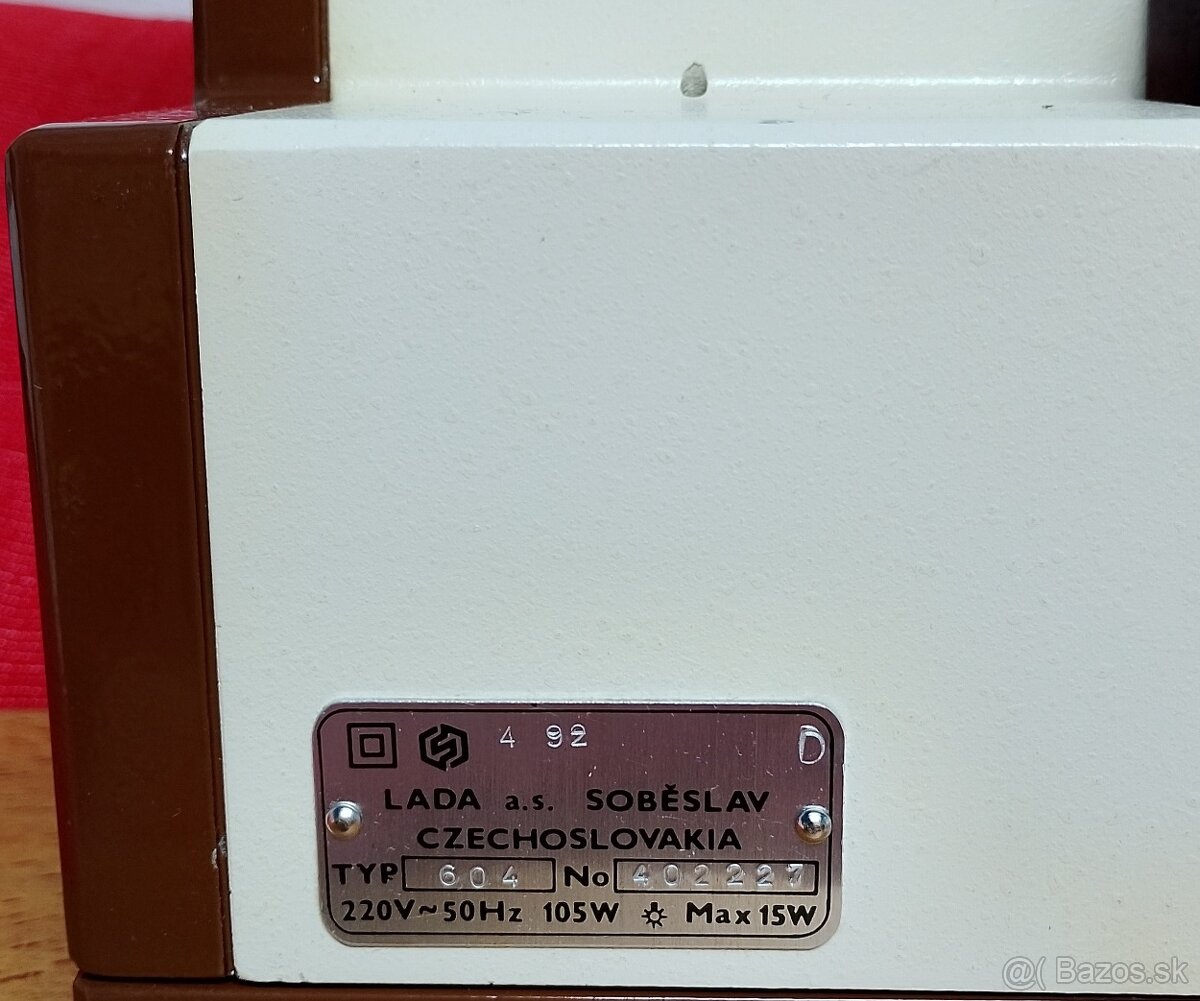 4 92 D
LADA a.s. SOBĚSLAV
CZECHOSLOVAKIA
TYP 604 No 402227
220V~50Hz 105W Max 15W
@( Bazos.sk